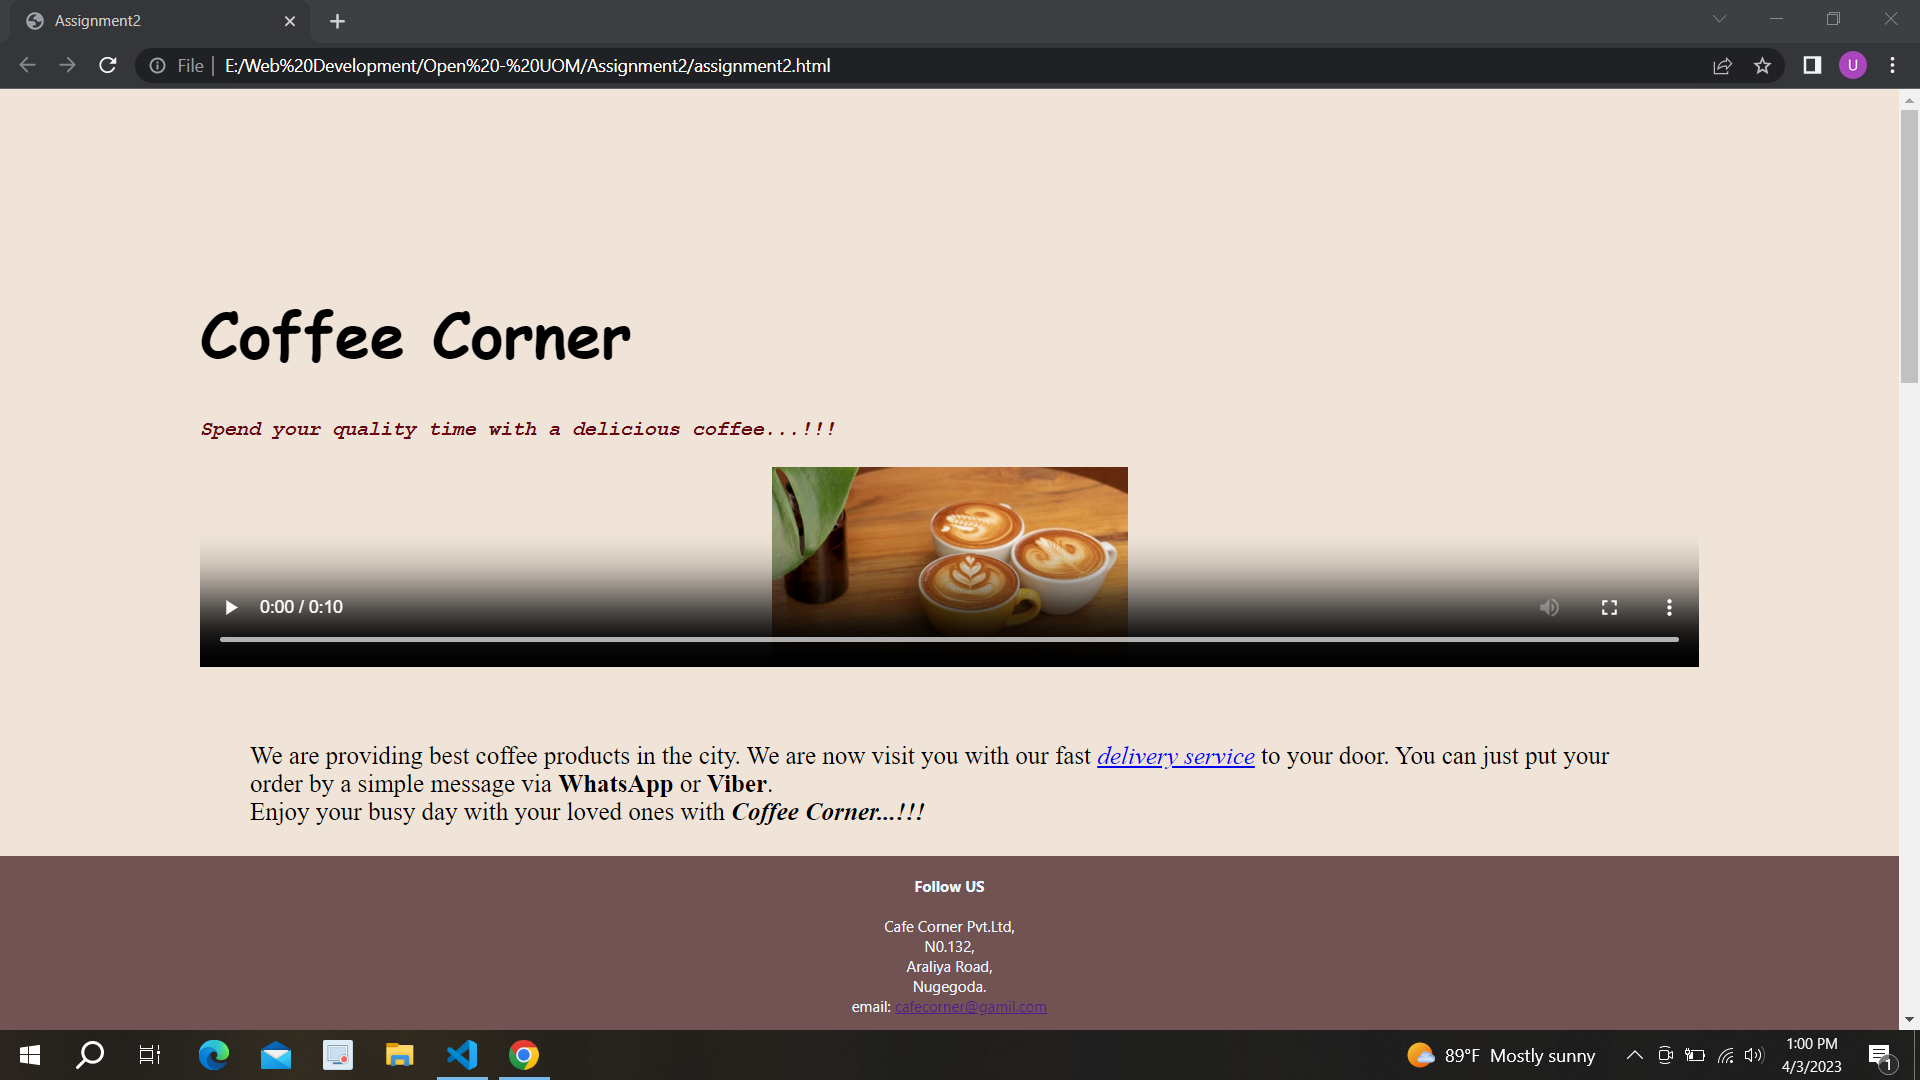 Assignment2
File
E:/Web%20Development/Open%20-%20UOM/Assignment2/assignment2.html
U
Coffee Corner
Spend your quality time with a delicious coffee...!!!
0:00 / 0:10
We are providing best coffee products in the city. We are now visit you with our fast delivery service to your door. You can just put your
order by a simple message via WhatsApp or Viber.
Enjoy your busy day with your loved ones with Coffee Corner...!!!
Follow US
Cafe Corner Pvt.Ltd,
N0.132,
Araliya Road,
Nugegoda.
email: cafecorner@gamil.com
89°F Mostly sunny
1:00 PM
4/3/2023
1